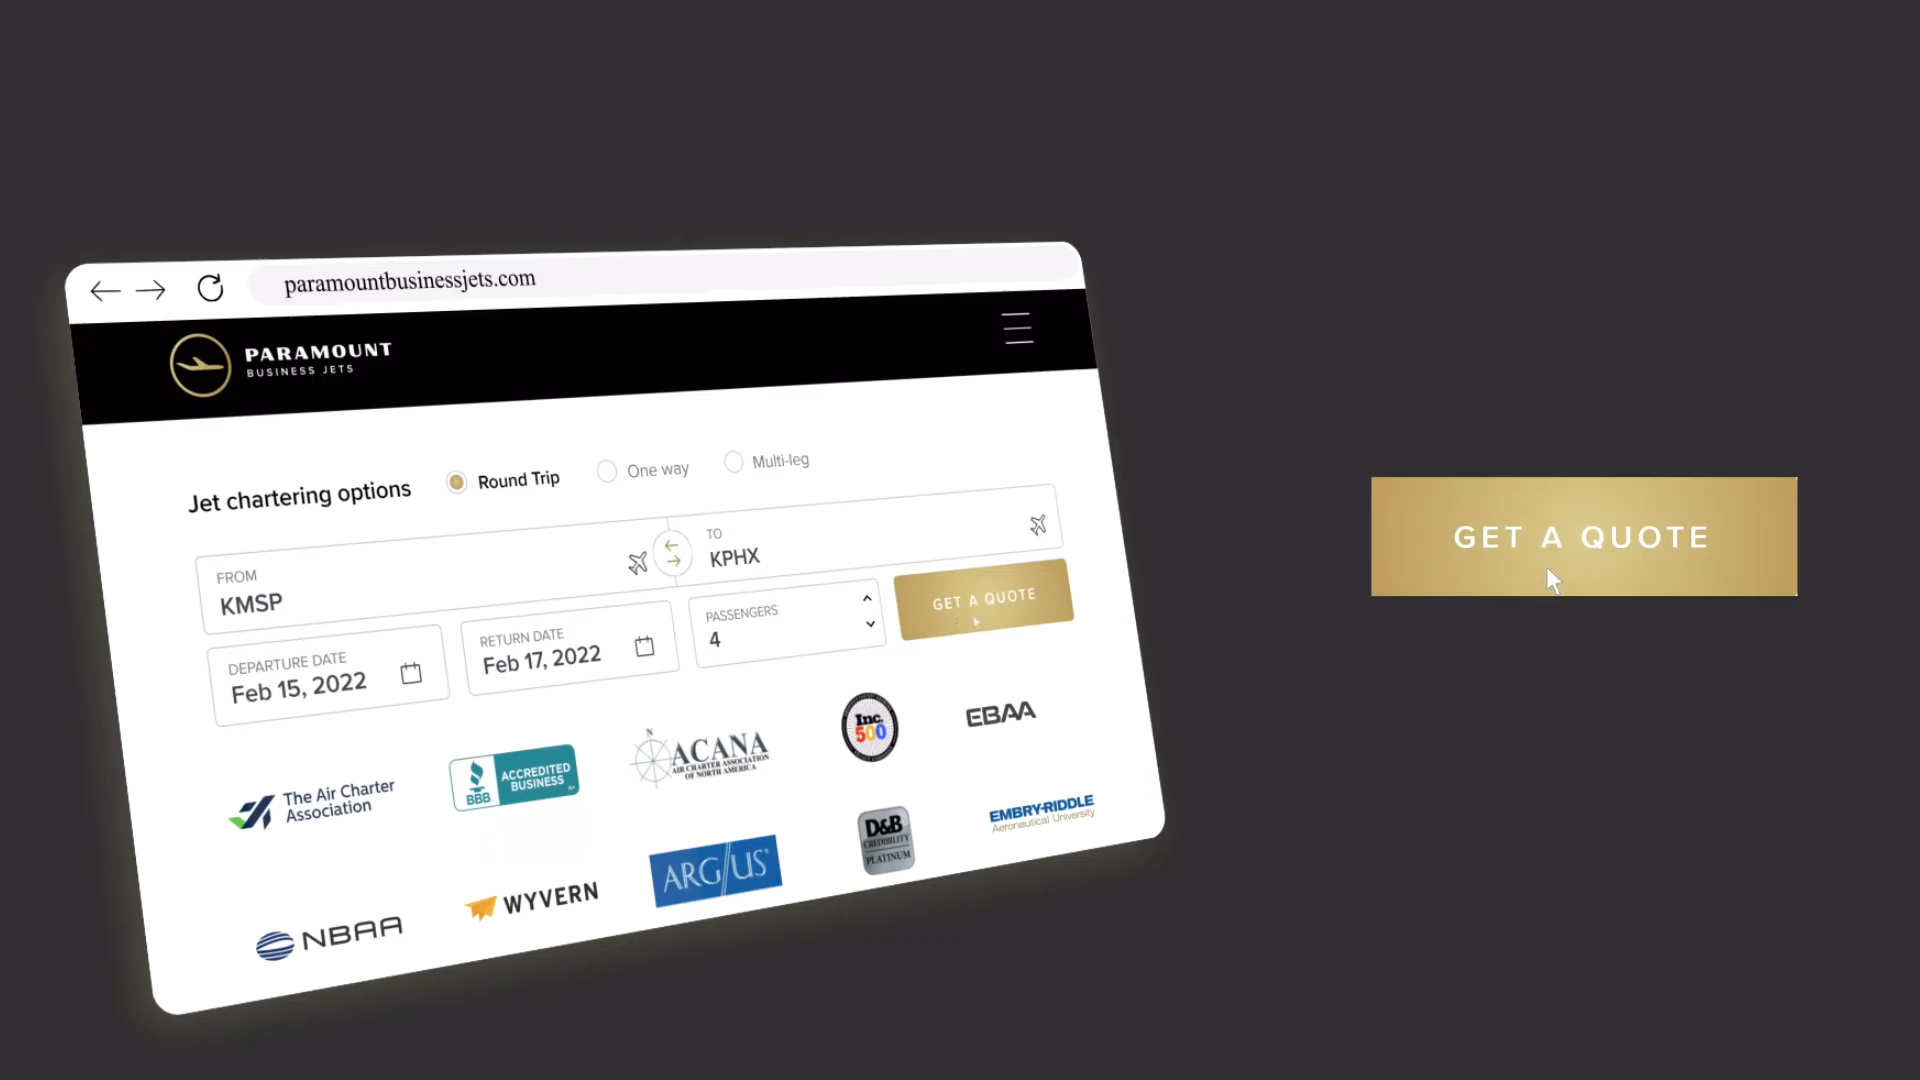 paramountbusinessjets.com
PARAMOUNT
BUSINESS JETS
Jet chartering options
Round Trip
One way
Multi-leg
FROM
KMSP
TO
KPHX
DEPARTURE DATE
Feb 15, 2022
RETURN DATE
Feb 17, 2022
PASSENGERS
4
GET A QUOTE
GET A QUOTE
The Air Charter
Association
BBB
ACCREDITED
BUSINESS
N
ACANA
AIR CHARTER ASSOCIATION
OF NORTH AMERICA
Inc.
500
EBAA
NBAA
WYVERN
ARG/US
D&B
CREDIBILITY
PLATINUM
EMBRY-RIDDLE
Aeronautical University